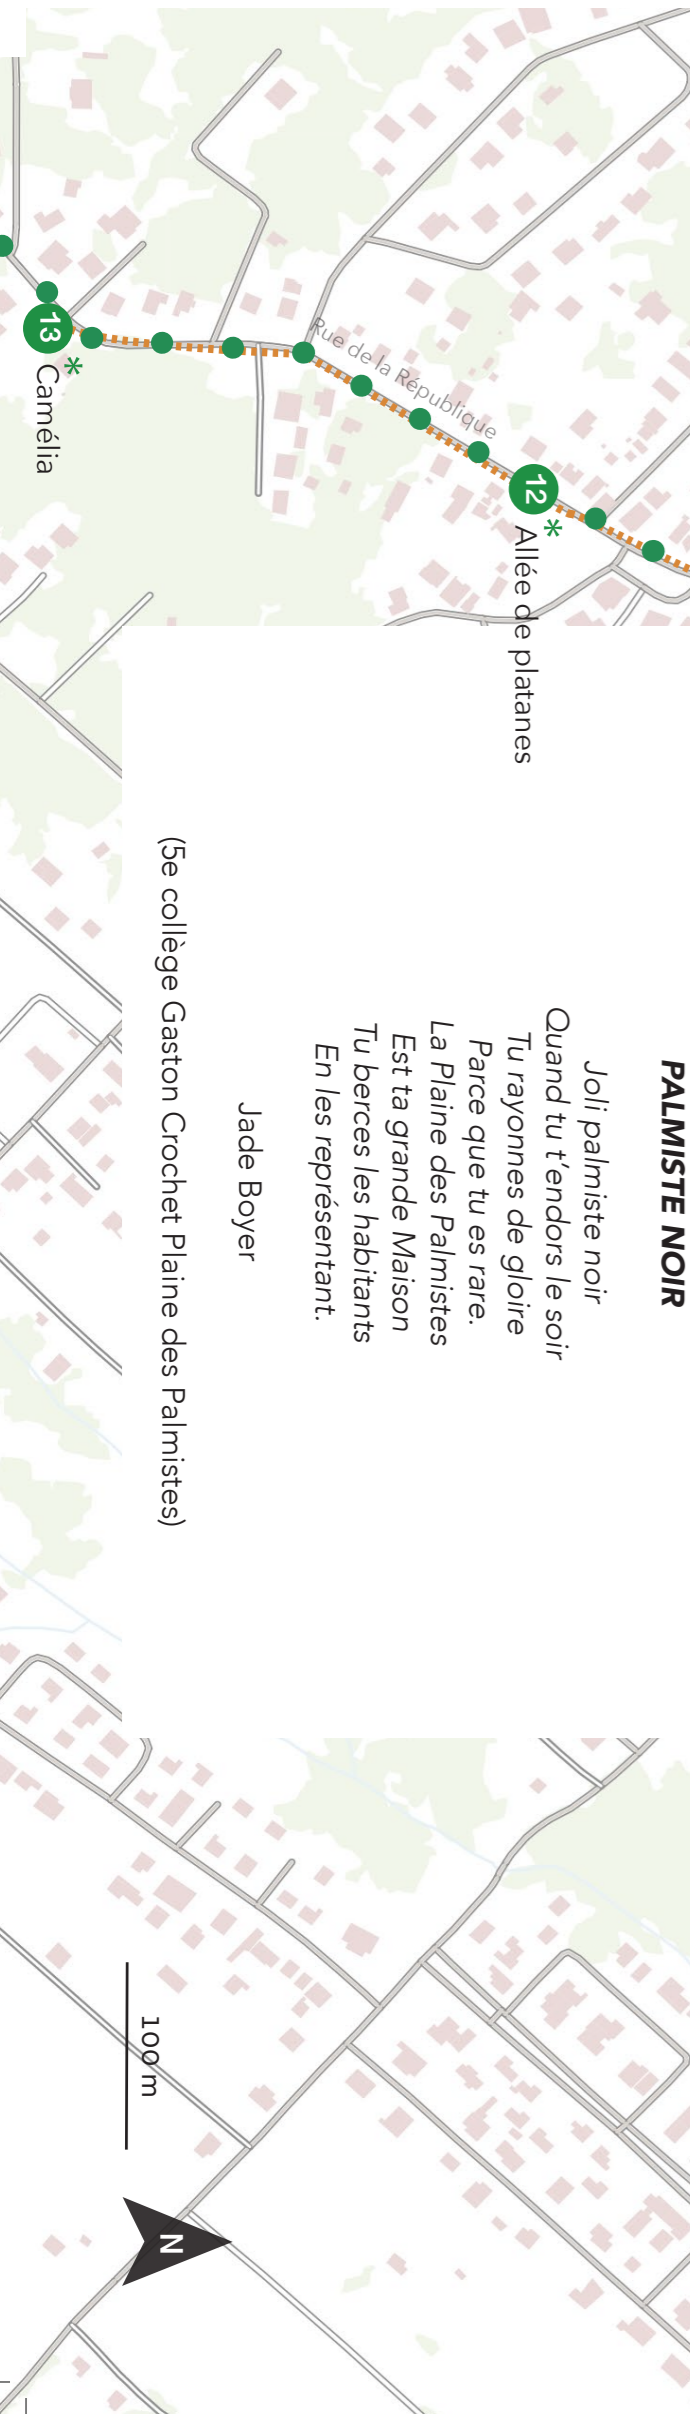 PALMISTE NOIR
Joli palmiste noir
Quand tu t'endors le soir
Tu rayonnes de gloire
Parce que tu es rare.
La Plaine des Palmistes
Est ta grande Maison
Tu berces les habitants
En les représentant.
Jade Boyer
(5e collège Gaston Crochet Plaine des Palmistes)
Rue de la République
12
* Allée de platanes
13
* Camélia
100 m
N